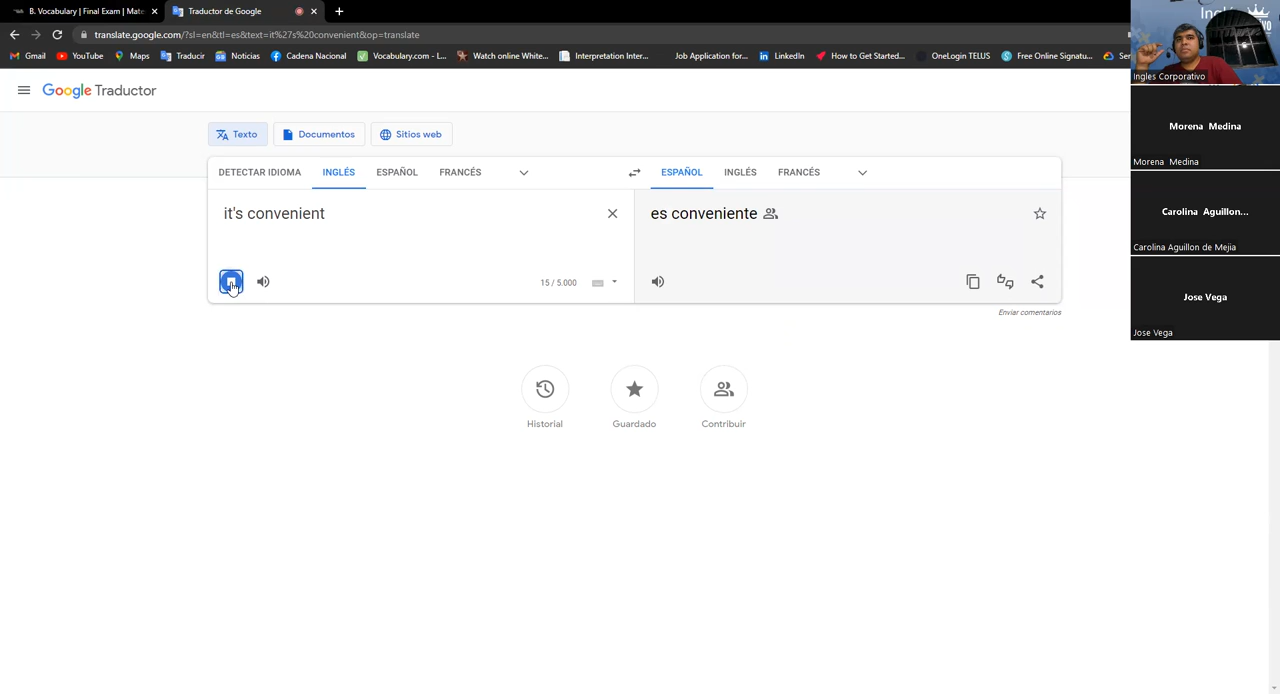 B. Vocabulary | Final Exam | Mate
Traductor de Google
translate.google.com/?sl=en&tl=es&text=it%27s%20convenient&op=translate
Gmail
YouTube
Maps
Traducir
Noticias
Cadena Nacional
Vocabulary.com - L...
Watch online White...
Interpretation Inter...
Job Application for...
LinkedIn
How to Get Started...
OneLogin TELUS
Free Online Signatu...
Google Traductor
Texto
Documentos
Sitios web
DETECTAR IDIOMA
INGLÉS
ESPAÑOL
FRANCÉS
ESPAÑOL
INGLÉS
FRANCÉS
it's convenient
es conveniente
15 / 5.000
Enviar comentarios
Historial
Guardado
Contribuir
Ingles Corporativo
Morena Medina
Morena Medina
Carolina Aguillon...
Carolina Aguillon de Mejia
Jose Vega
Jose Vega